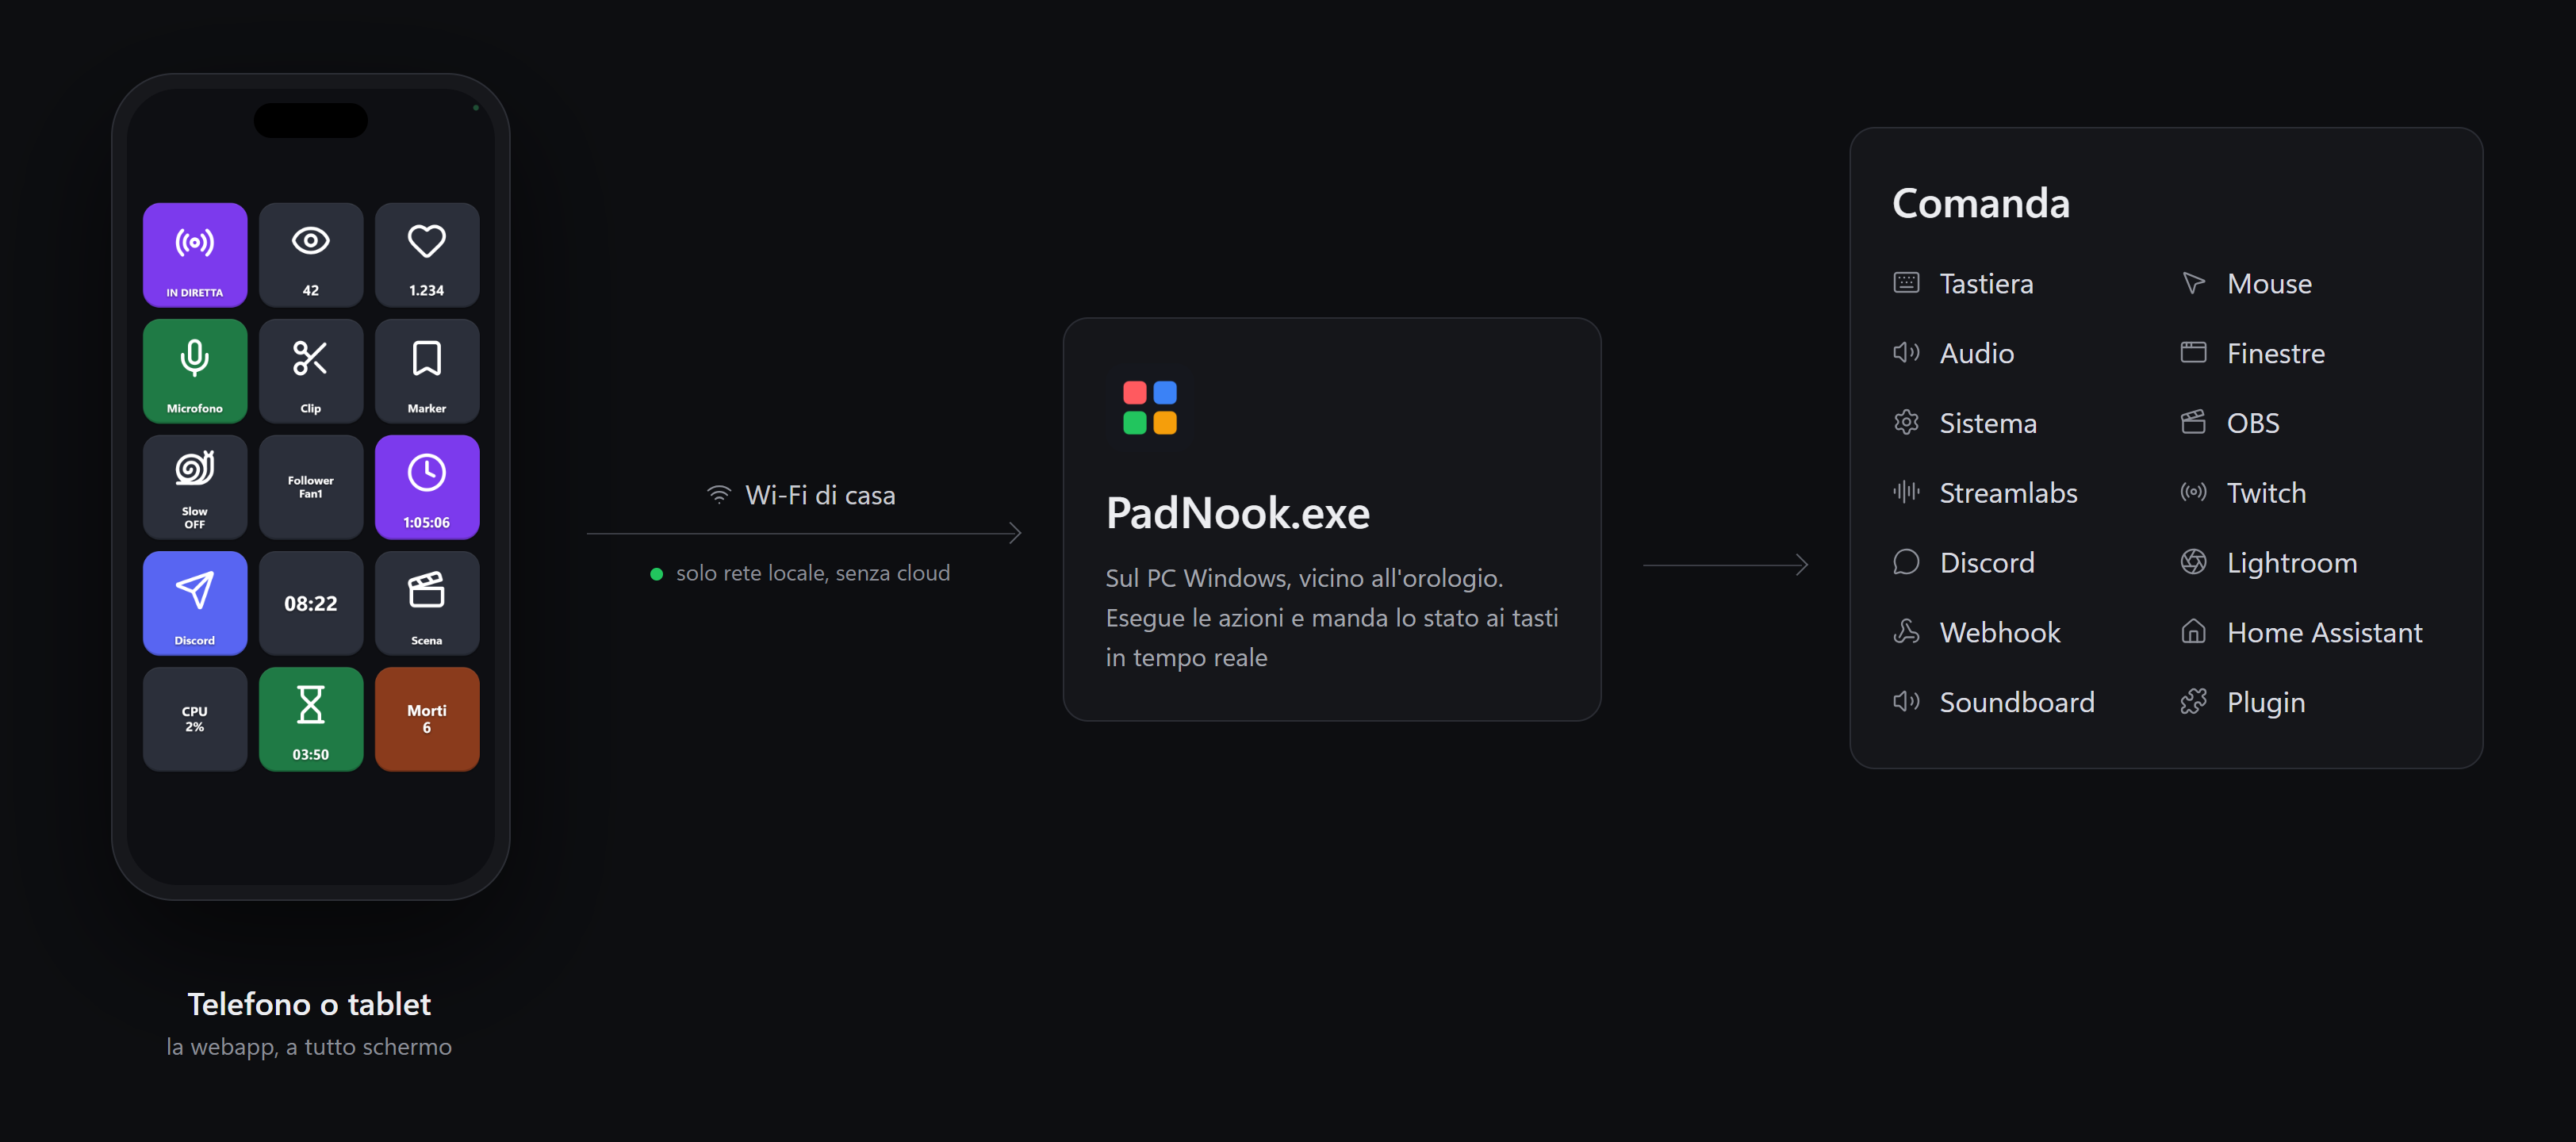 IN DIRETTA
42
1.234
Microfono
Clip
Marker
Slow
OFF
Follower
Fan1
1:05:06
Discord
08:22
Scena
CPU
2%
03:50
Morti
6
Telefono o tablet
la webapp, a tutto schermo
Wi-Fi di casa
solo rete locale, senza cloud
PadNook.exe
Sul PC Windows, vicino all'orologio.
Esegue le azioni e manda lo stato ai tasti
in tempo reale
Comanda
Tastiera
Mouse
Audio
Finestre
Sistema
OBS
Streamlabs
Twitch
Discord
Lightroom
Webhook
Home Assistant
Soundboard
Plugin